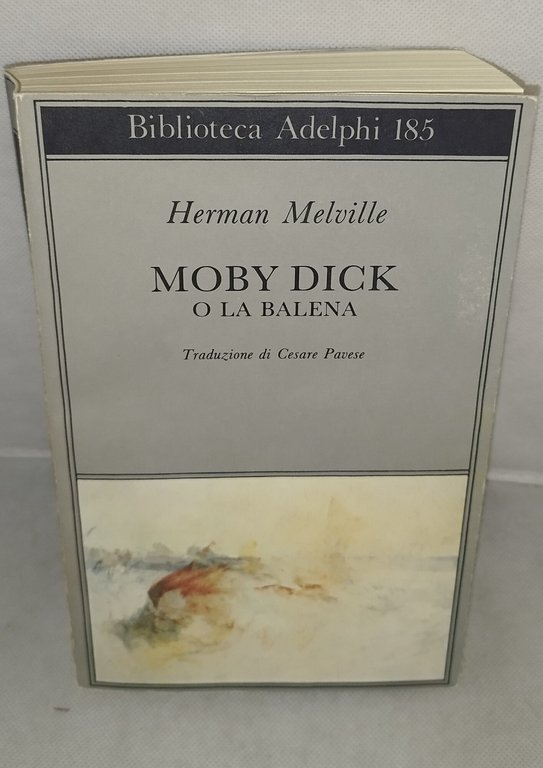 Biblioteca Adelphi 185
Herman Melville
MOBY DICK
O LA BALENA
Traduzione di Cesare Pavese